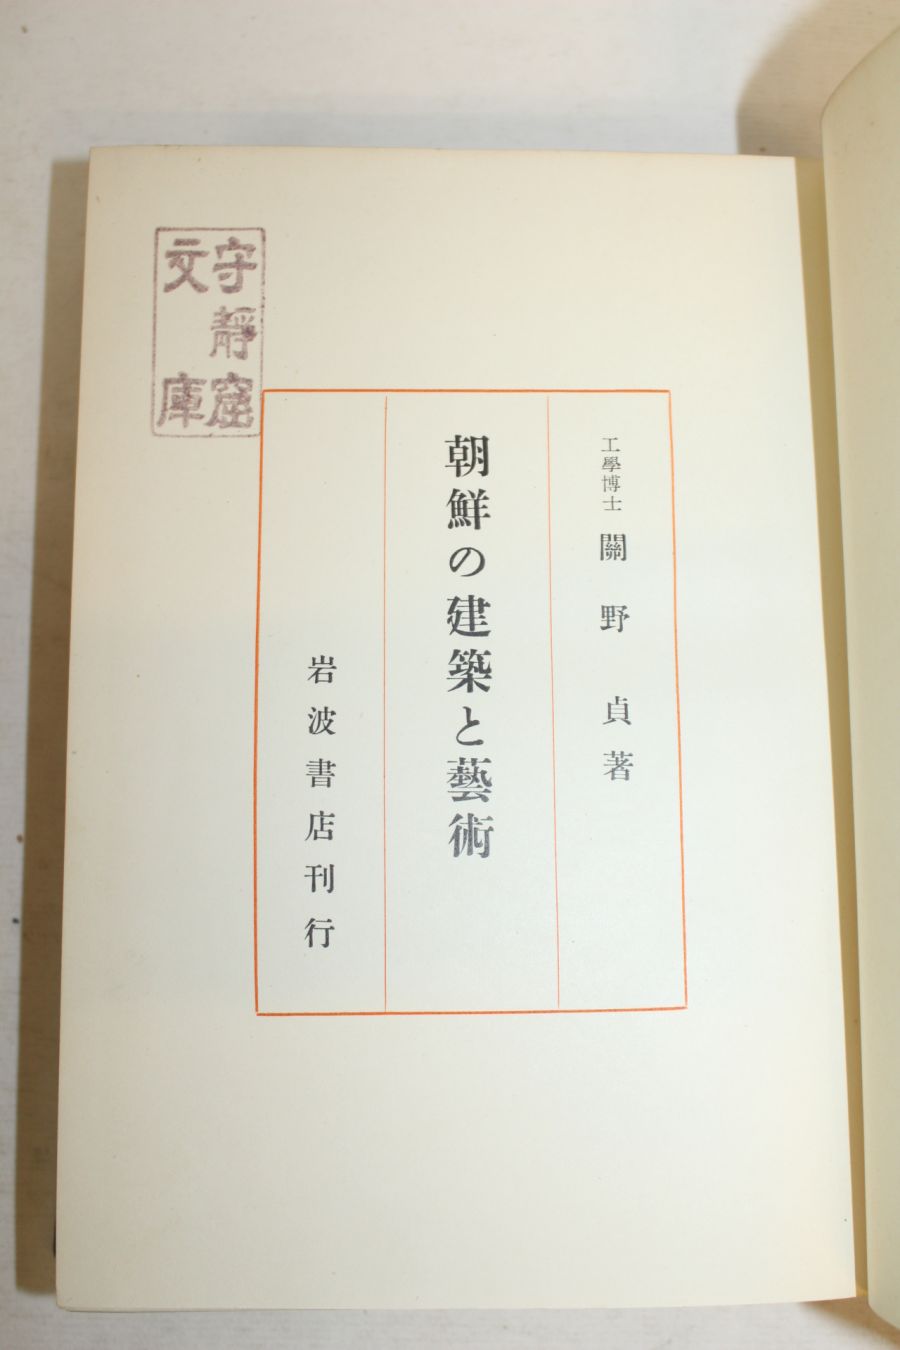 守靜窟
文庫
工學博士 關野 貞著
朝鮮の建築と藝術
岩波書店刊行